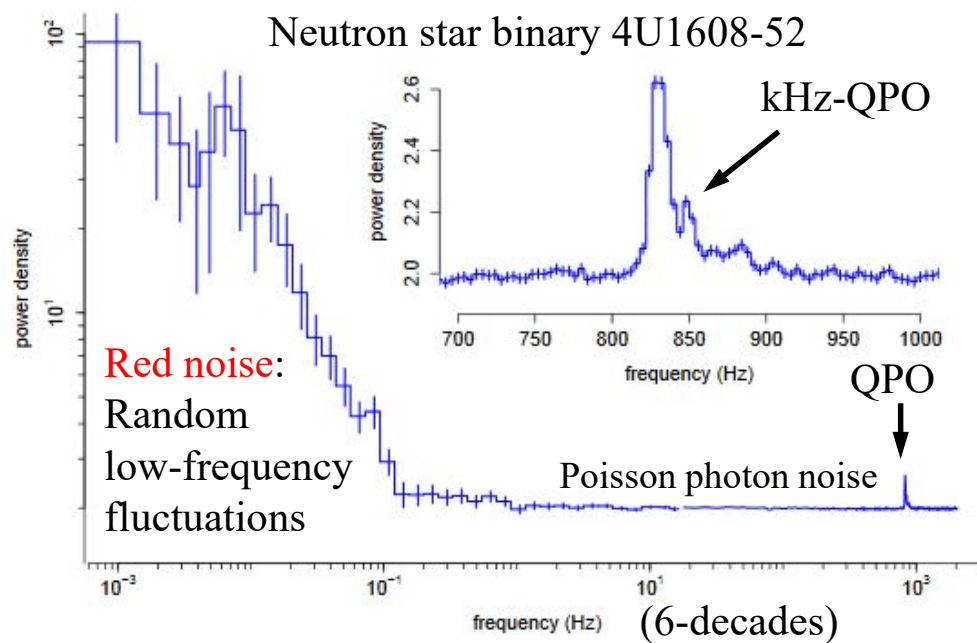 Neutron star binary 4U1608-52
kHz-QPO
10²
10¹
power density
2.6
2.4
2.2
2.0
power density
700 750 800 850 900 950 1000
frequency (Hz)
Red noise:
Random
low-frequency
fluctuations
QPO
Poisson photon noise
10⁻³ 10⁻¹ 10¹ 10³
frequency (Hz) (6-decades)